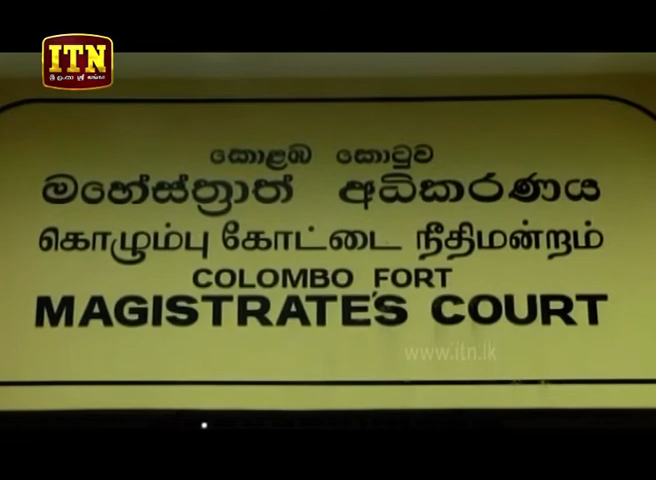 ITN
කොළඹ කොටුව
මහේස්ත්‍රාත් අධිකරණය
கொழும்பு கோட்டை நீதிமன்றம்
COLOMBO FORT
MAGISTRATE'S COURT
www.itn.lk